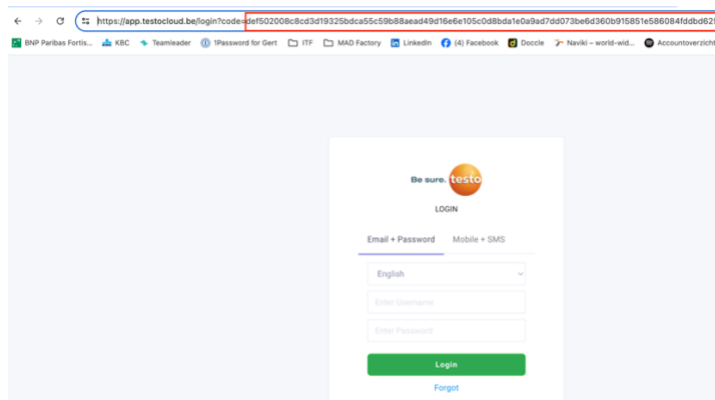 https://app.testocloud.be/login?code=def502008c8cd3d19325bdca55c59b88aead49d16e6e105c0d8bda1e0a9ad7dd073be6d360b915851e586084fddbd625
BNP Paribas Fortis... KBC Teamleader 1Password for Gert ITF MAD Factory LinkedIn (4) Facebook Doccle Naviki – world-wid... Accountoverzicht
Be sure. testo
LOGIN
Email + Password Mobile + SMS
English
Enter Username
Enter Password
Login
Forgot